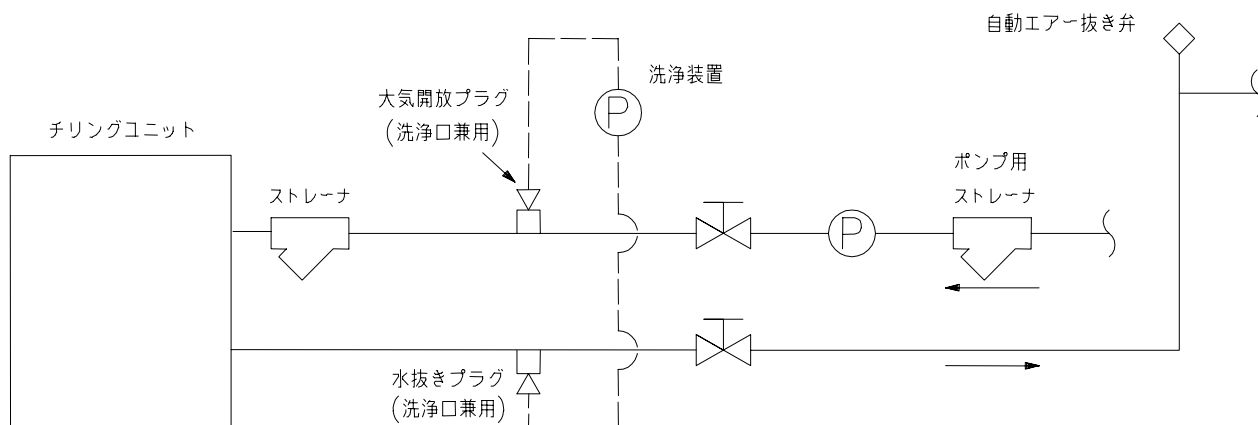 自動エアー抜き弁
洗浄装置
大気開放プラグ
(洗浄口兼用)
P
チリングユニット
ポンプ用
ストレーナ
ストレーナ
P
水抜きプラグ
(洗浄口兼用)